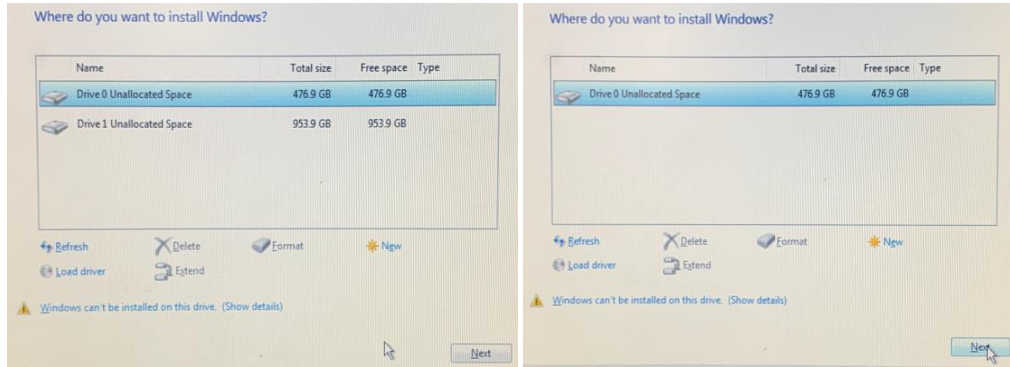 Where do you want to install Windows?
Name Total size Free space Type
Drive 0 Unallocated Space 476.9 GB 476.9 GB
Drive 1 Unallocated Space 953.9 GB 953.9 GB
Refresh Delete Format New
Load driver Extend
Windows can't be installed on this drive. (Show details)
Next
Where do you want to install Windows?
Name Total size Free space Type
Drive 0 Unallocated Space 476.9 GB 476.9 GB
Refresh Delete Format New
Load driver Extend
Windows can't be installed on this drive. (Show details)
Next